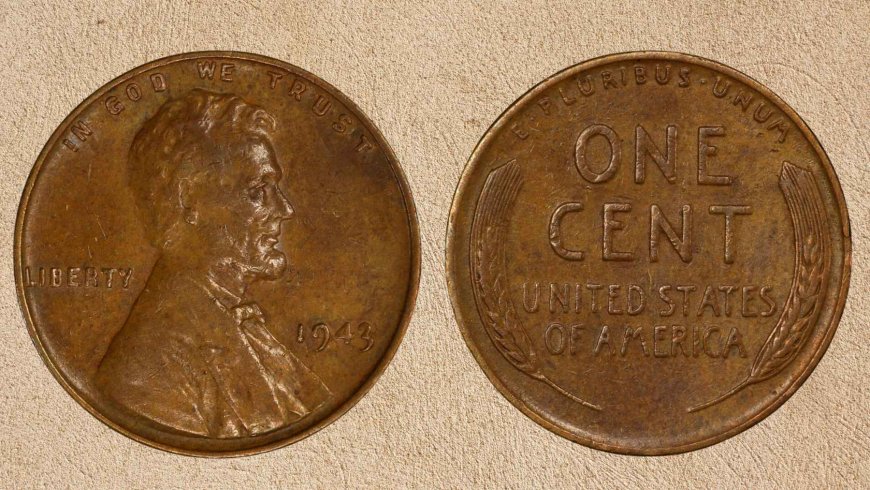 IN GOD WE TRUST
LIBERTY
1943
E · PLURIBUS · UNUM
ONE
CENT
UNITED STATES
OF AMERICA